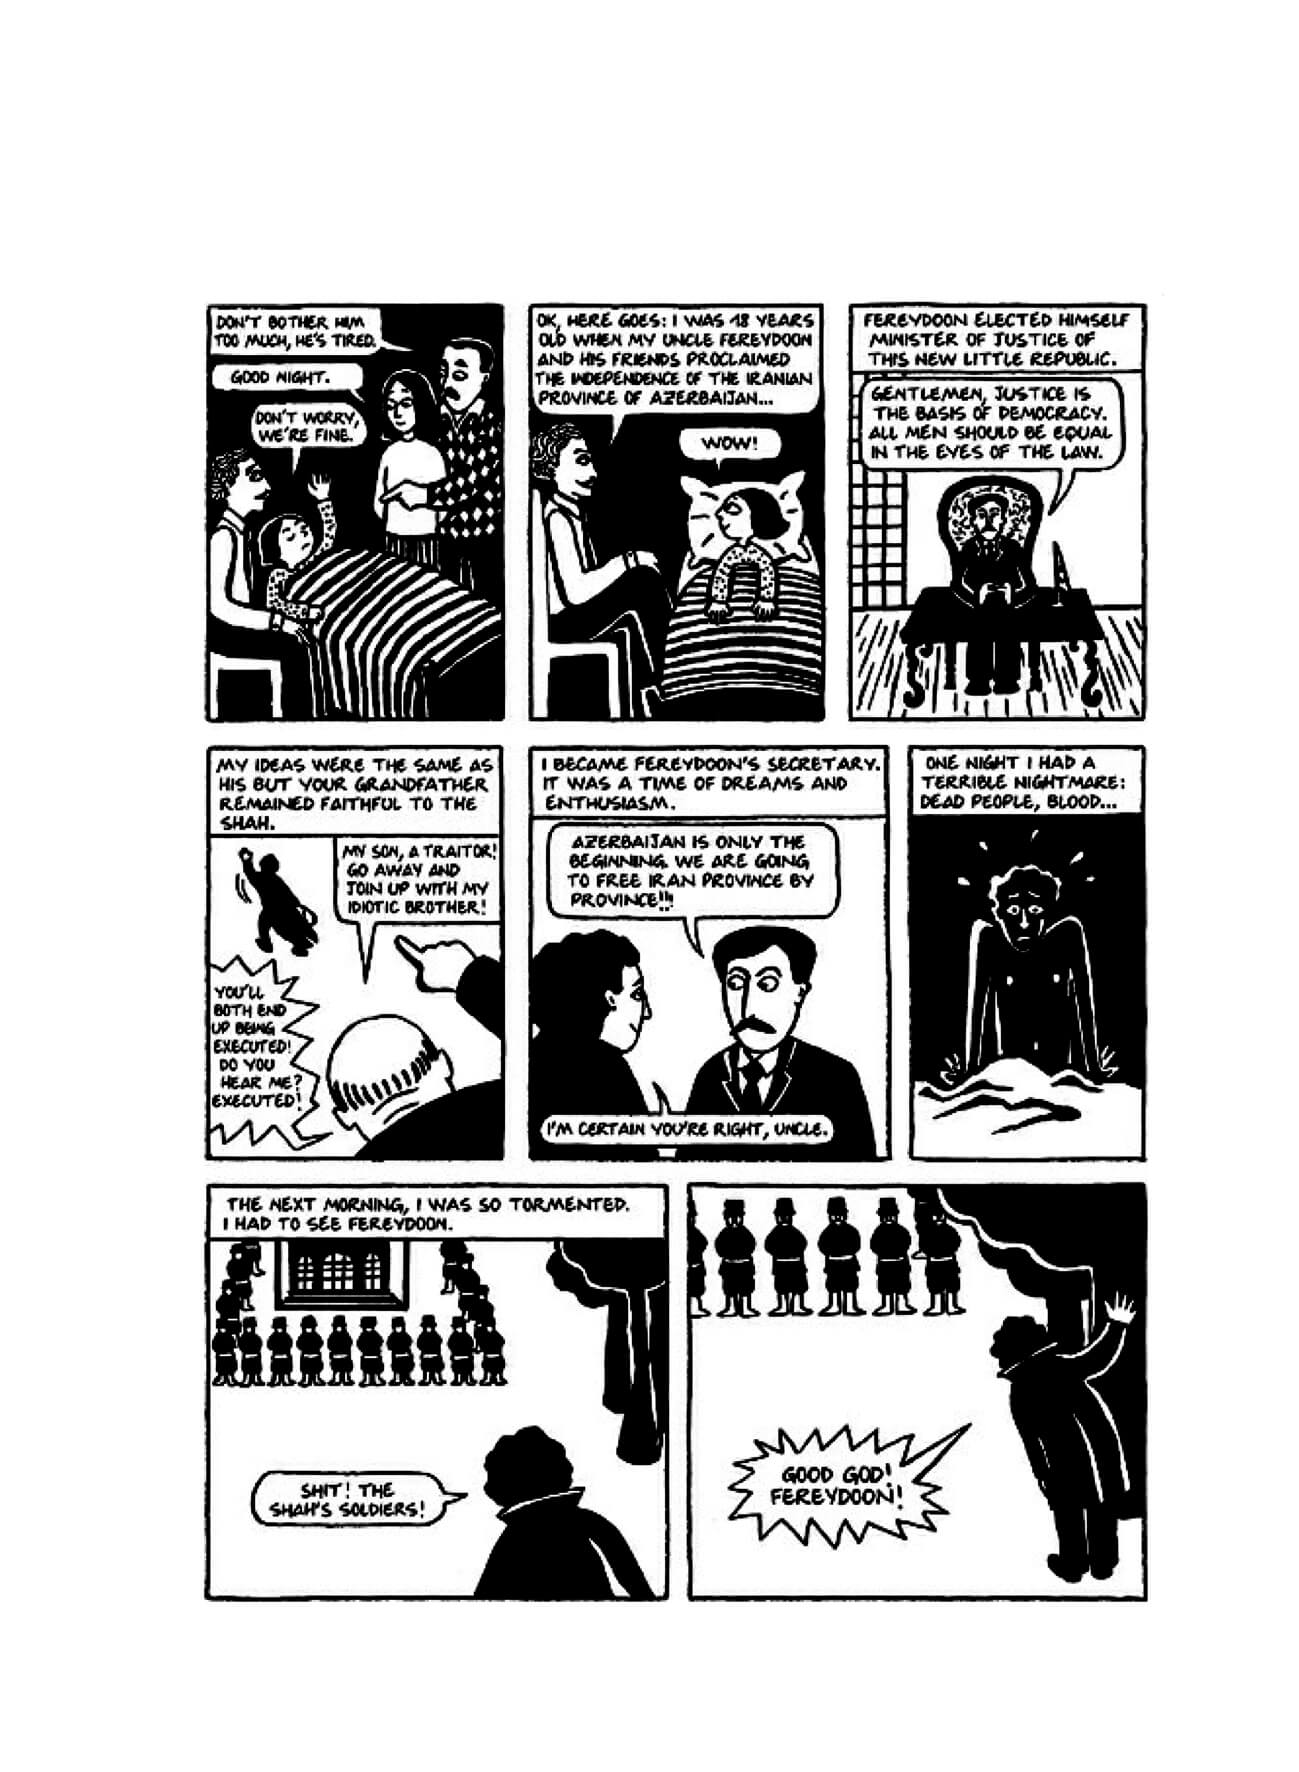 DON'T BOTHER HIM
TOO MUCH, HE'S TIRED.
GOOD NIGHT.
DON'T WORRY,
WE'RE FINE.
OK, HERE GOES: I WAS 18 YEARS
OLD WHEN MY UNCLE FEREYDOON
AND HIS FRIENDS PROCLAIMED
THE INDEPENDENCE OF THE IRANIAN
PROVINCE OF AZERBAIJAN...
WOW!
FEREYDOON ELECTED HIMSELF
MINISTER OF JUSTICE OF
THIS NEW LITTLE REPUBLIC.
GENTLEMEN, JUSTICE IS
THE BASIS OF DEMOCRACY.
ALL MEN SHOULD BE EQUAL
IN THE EYES OF THE LAW.
MY IDEAS WERE THE SAME AS
HIS BUT YOUR GRANDFATHER
REMAINED FAITHFUL TO THE
SHAH.
MY SON, A TRAITOR!
GO AWAY AND
JOIN UP WITH MY
IDIOTIC BROTHER!
YOU'LL
BOTH END
UP BEING
EXECUTED!
DO YOU
HEAR ME?
EXECUTED!
I BECAME FEREYDOON'S SECRETARY.
IT WAS A TIME OF DREAMS AND
ENTHUSIASM.
AZERBAIJAN IS ONLY THE
BEGINNING. WE ARE GOING
TO FREE IRAN PROVINCE BY
PROVINCE!!!
I'M CERTAIN YOU'RE RIGHT, UNCLE.
ONE NIGHT I HAD A
TERRIBLE NIGHTMARE:
DEAD PEOPLE, BLOOD...
THE NEXT MORNING, I WAS SO TORMENTED.
I HAD TO SEE FEREYDOON.
SHIT! THE
SHAH'S SOLDIERS!
GOOD GOD!
FEREYDOON!